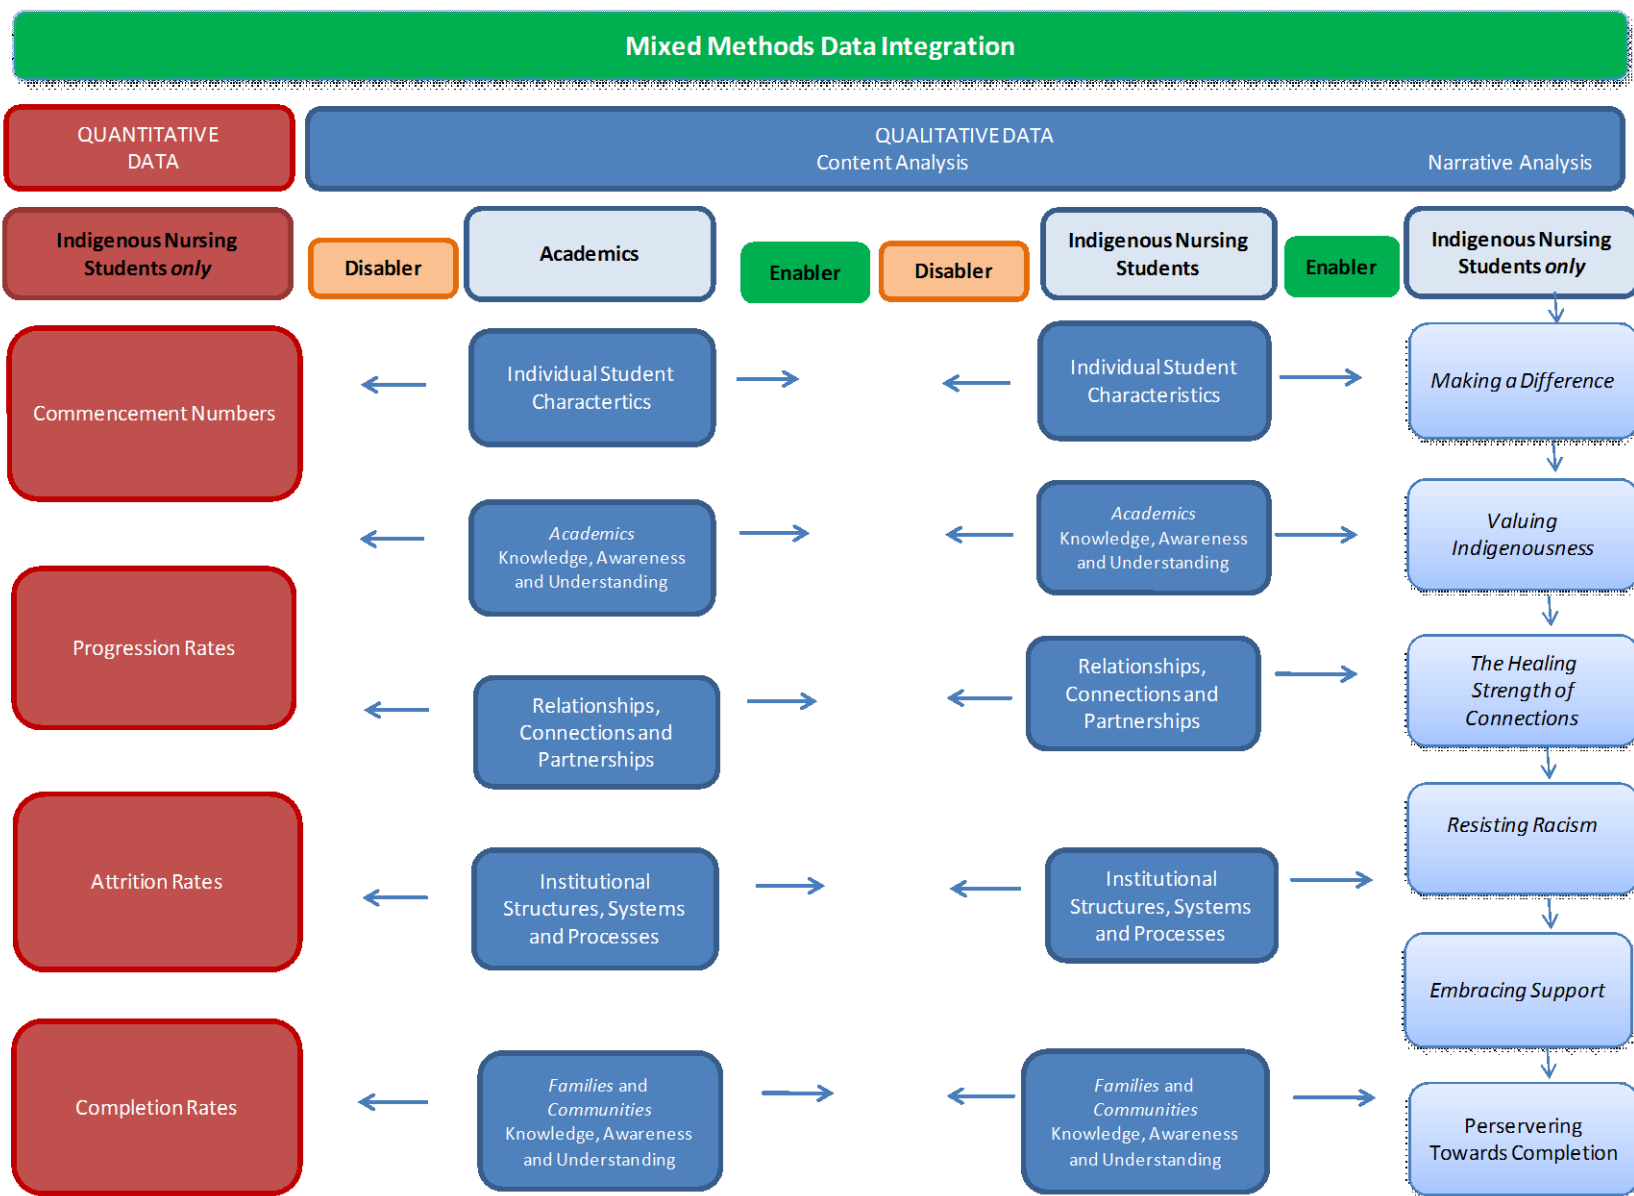 Mixed Methods Data Integration
QUANTITATIVE
DATA
QUALITATIVE DATA
Content Analysis
Narrative Analysis
Indigenous Nursing
Students only
Disabler
Academics
Enabler
Disabler
Indigenous Nursing
Students
Enabler
Indigenous Nursing
Students only
Commencement Numbers
Progression Rates
Attrition Rates
Completion Rates
Individual Student
Charactertics
Academics
Knowledge, Awareness
and Understanding
Relationships,
Connections and
Partnerships
Institutional
Structures, Systems
and Processes
Families and
Communities
Knowledge, Awareness
and Understanding
Individual Student
Characteristics
Academics
Knowledge, Awareness
and Understanding
Relationships,
Connections and
Partnerships
Institutional
Structures, Systems
and Processes
Families and
Communities
Knowledge, Awareness
and Understanding
Making a Difference
Valuing
Indigenousness
The Healing
Strength of
Connections
Resisting Racism
Embracing Support
Perservering
Towards Completion